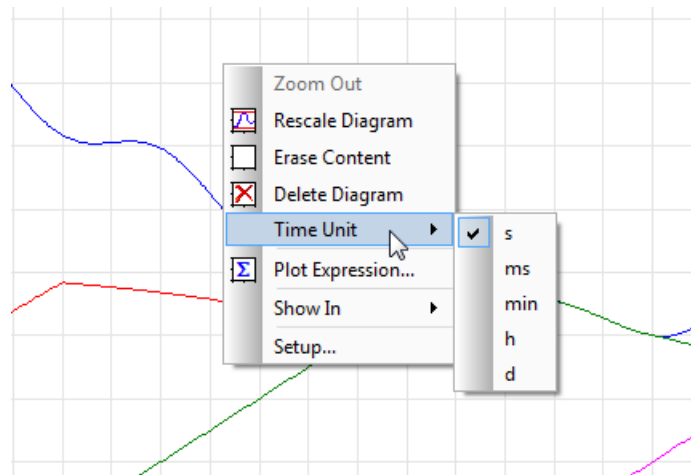 Zoom Out
Rescale Diagram
Erase Content
Delete Diagram
Time Unit
Plot Expression...
Show In
Setup...
s
ms
min
h
d